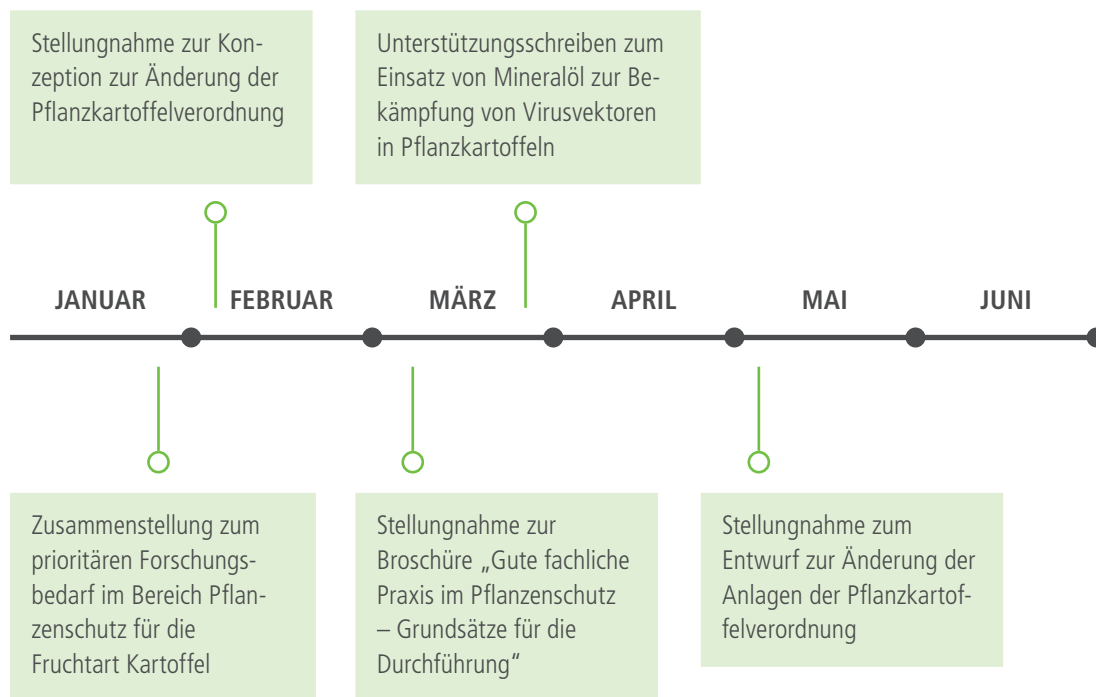 Stellungnahme zur Kon-
zeption zur Änderung der
Pflanzkartoffelverordnung
Unterstützungsschreiben zum
Einsatz von Mineralöl zur Be-
kämpfung von Virusvektoren
in Pflanzkartoffeln
JANUAR FEBRUAR MÄRZ APRIL MAI JUNI
Zusammenstellung zum
prioritären Forschungs-
bedarf im Bereich Pflan-
zenschutz für die
Fruchtart Kartoffel
Stellungnahme zur
Broschüre „Gute fachliche
Praxis im Pflanzenschutz
– Grundsätze für die
Durchführung“
Stellungnahme zum
Entwurf zur Änderung der
Anlagen der Pflanzkartof-
felverordnung